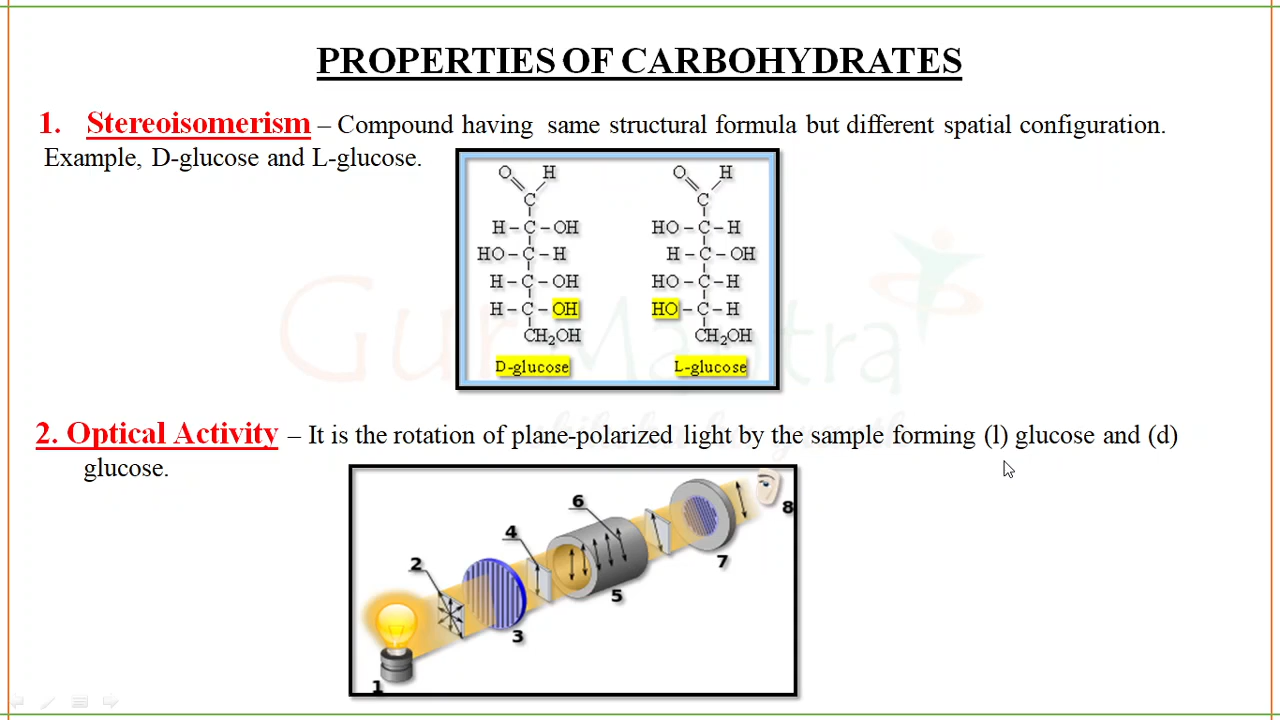 PROPERTIES OF CARBOHYDRATES
1. Stereoisomerism – Compound having same structural formula but different spatial configuration.
Example, D-glucose and L-glucose.
O H O H
C C
H – C – OH HO – C – H
HO – C – H H – C – OH
H – C – OH HO – C – H
H – C – OH HO – C – H
CH₂OH CH₂OH
D-glucose L-glucose
GurMantra
2. Optical Activity – It is the rotation of plane-polarized light by the sample forming (l) glucose and (d)
glucose.
1
2
3
4
5
6
7
8